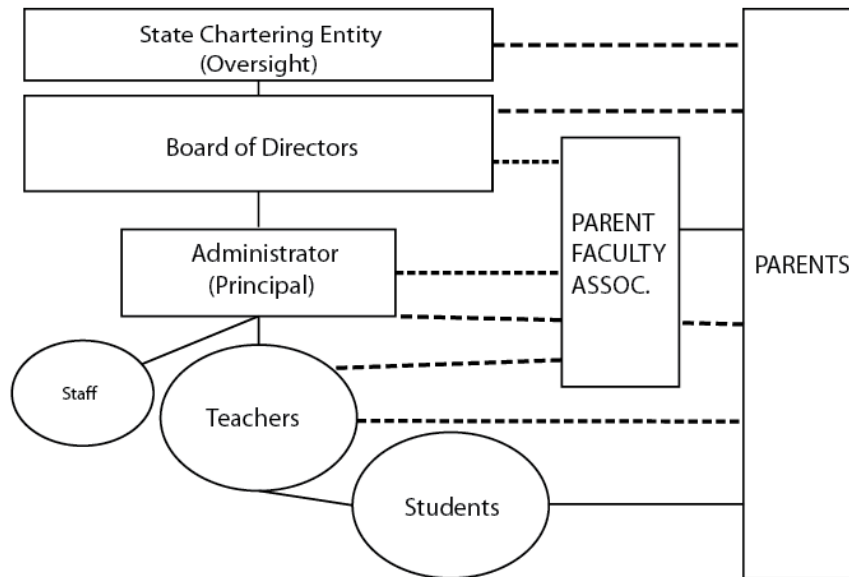 State Chartering Entity
(Oversight)
Board of Directors
Administrator
(Principal)
PARENT
FACULTY
ASSOC.
PARENTS
Staff
Teachers
Students